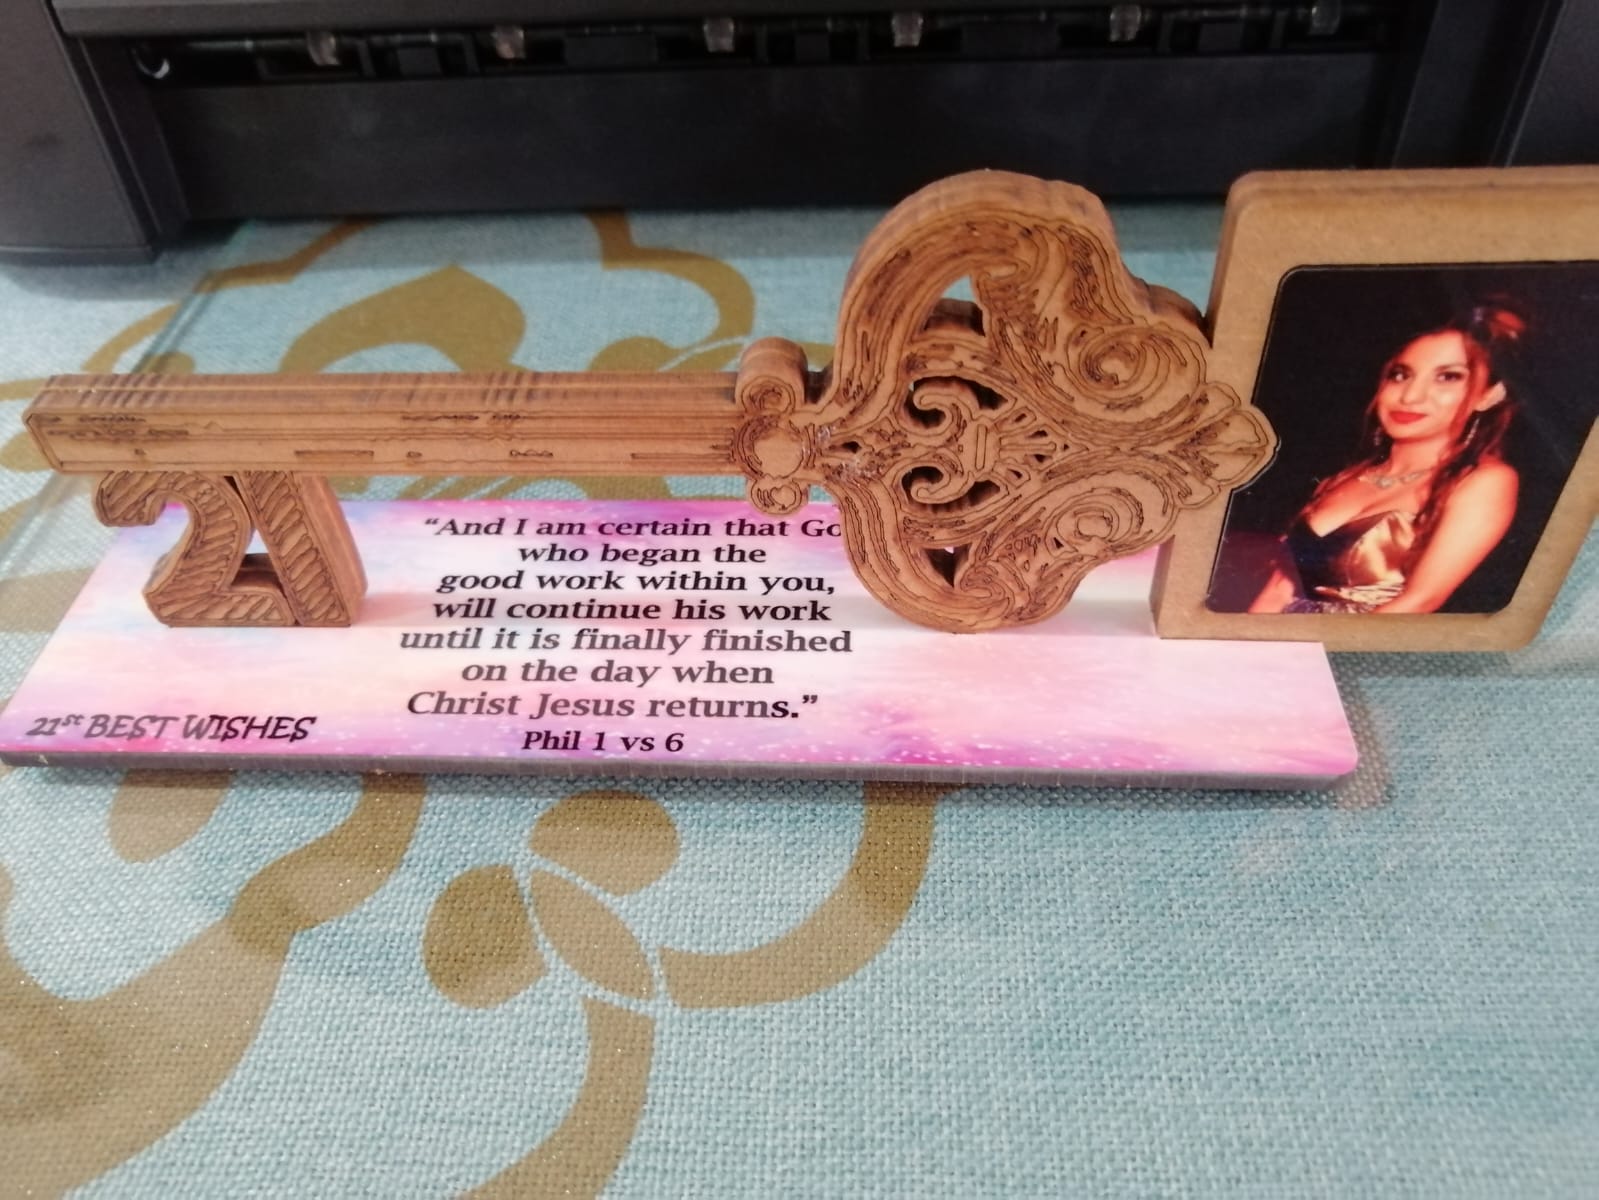 21
“And I am certain that Go
who began the
good work within you,
will continue his work
until it is finally finished
on the day when
Christ Jesus returns.”
Phil 1 vs 6
21st BEST WISHES